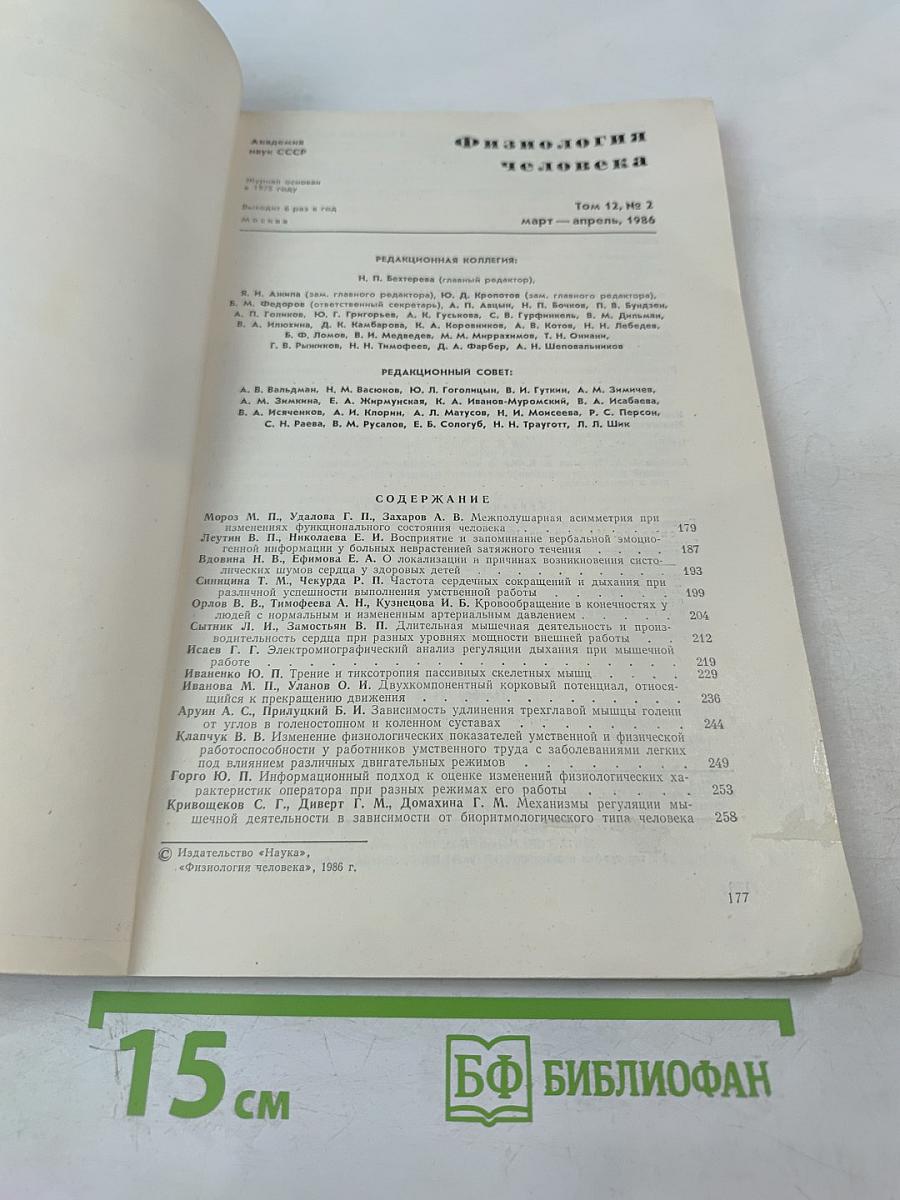 Академия
наук СССР
Физиология
человека
Журнал основан
в 1975 году
Выходит 6 раз в год
Москва
Том 12, № 2
март — апрель, 1986
РЕДАКЦИОННАЯ КОЛЛЕГИЯ:
Н. П. Бехтерева (главный редактор),
Я. И. Ажипа (зам. главного редактора), Ю. Д. Кропотов (зам. главного редактора),
Б. М. Федоров (ответственный секретарь), А. П. Авцын, Н. П. Бочков, П. В. Бундзен,
А. П. Голиков, Ю. Г. Григорьев, А. К. Гуськова, С. В. Гурфинкель, В. М. Дильман,
В. А. Илюхина, Д. К. Камбарова, К. А. Коровников, А. В. Котов, Н. Н. Лебедев,
Б. Ф. Ломов, В. И. Медведев, М. М. Миррахимов, Т. Н. Ониани,
Г. В. Рыжиков, Н. Н. Тимофеев, Д. А. Фарбер, А. Н. Шеповальников
РЕДАКЦИОННЫЙ СОВЕТ:
А. В. Вальдман, Н. М. Васюков, Ю. Л. Гоголицын, В. И. Гуткин, А. М. Зимичев,
А. М. Зимкина, Е. А. Жирмунская, К. А. Иванов-Муромский, В. А. Исабаева,
В. А. Исяченков, А. И. Клорин, А. Л. Матусов, Н. И. Моисеева, Р. С. Персон,
С. Н. Раева, В. М. Русалов, Е. Б. Сологуб, Н. Н. Трауготт, Л. Л. Шик
СОДЕРЖАНИЕ
Мороз М. П., Удалова Г. П., Захаров А. В. Межполушарная асимметрия при
изменениях функционального состояния человека . . . . . . . 179
Леутин В. П., Николаева Е. И. Восприятие и запоминание вербальной эмоцио-
генной информации у больных неврастенией затяжного течения . . . . 187
Вдовина Н. В., Ефимова Е. А. О локализации и причинах возникновения систо-
лических шумов сердца у здоровых детей . . . . . . . . . . 193
Синицина Т. М., Чекурда Р. П. Частота сердечных сокращений и дыхания при
различной успешности выполнения умственной работы . . . . . . 199
Орлов В. В., Тимофеева А. Н., Кузнецова И. Б. Кровообращение в конечностях у
людей с нормальным и измененным артериальным давлением . . . . . 204
Сытник Л. И., Замостьян В. П. Длительная мышечная деятельность и произ-
водительность сердца при разных уровнях мощности внешней работы . . 212
Исаев Г. Г. Электромиографический анализ регуляции дыхания при мышечной
работе . . . . . . . . . . . . . . . . . . . 219
Иваненко Ю. П. Трение и тиксотропия пассивных скелетных мышц . . . . 229
Иванова М. П., Уланов О. И. Двухкомпонентный корковый потенциал, относя-
щийся к прекращению движения . . . . . . . . . . . . 236
Аруин А. С., Прилуцкий Б. И. Зависимость удлинения трехглавой мышцы голени
от углов в голеностопном и коленном суставах . . . . . . . . 244
Клапчук В. В. Изменение физиологических показателей умственной и физической
работоспособности у работников умственного труда с заболеваниями легких
под влиянием различных двигательных режимов . . . . . . . . 249
Горго Ю. П. Информационный подход к оценке изменений физиологических ха-
рактеристик оператора при разных режимах его работы . . . . . 253
Кривощеков С. Г., Диверт Г. М., Домахина Г. М. Механизмы регуляции мы-
шечной деятельности в зависимости от биоритмологического типа человека 258
© Издательство «Наука»,
«Физиология человека», 1986 г.
177
15 см
БФ БИБЛИОФАН